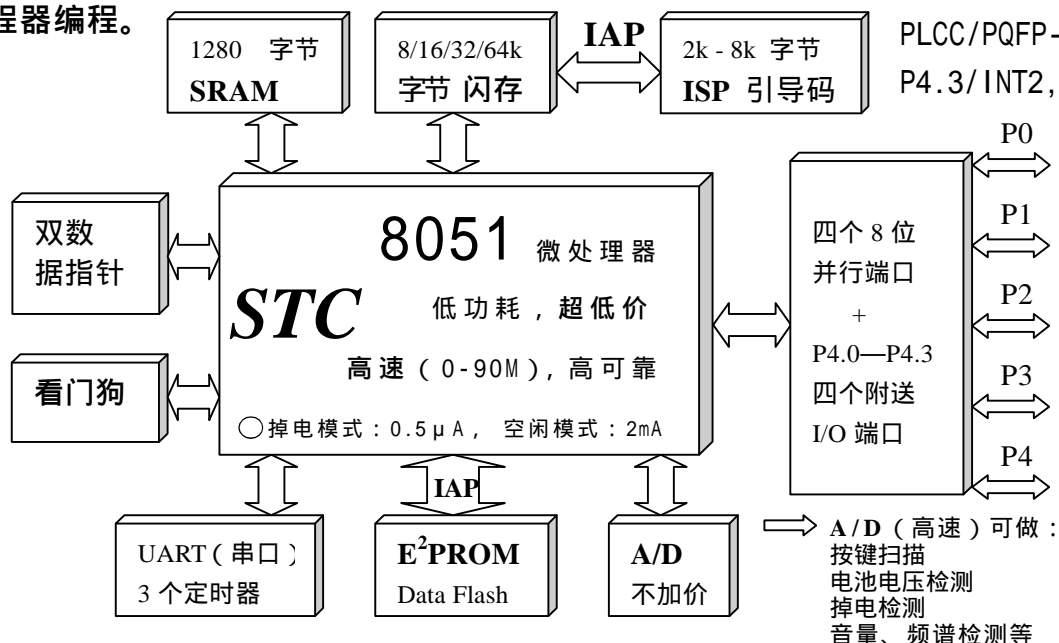 程器编程。
1280 字节
SRAM
8/16/32/64k
字节 闪存
IAP
2k - 8k 字节
ISP 引导码
PLCC/PQFP-
P4.3/INT2,
双数
据指针
看门狗
8051 微处理器
STC
低功耗，超低价
高速（0-90M），高可靠
○掉电模式：0.5μA， 空闲模式：2mA
四个 8 位
并行端口
+
P4.0—P4.3
四个附送
I/O 端口
P0
P1
P2
P3
P4
IAP
UART（串口）
3 个定时器
E²PROM
Data Flash
A/D
不加价
A/D（高速）可做：
按键扫描
电池电压检测
掉电检测
音量、频谱检测等